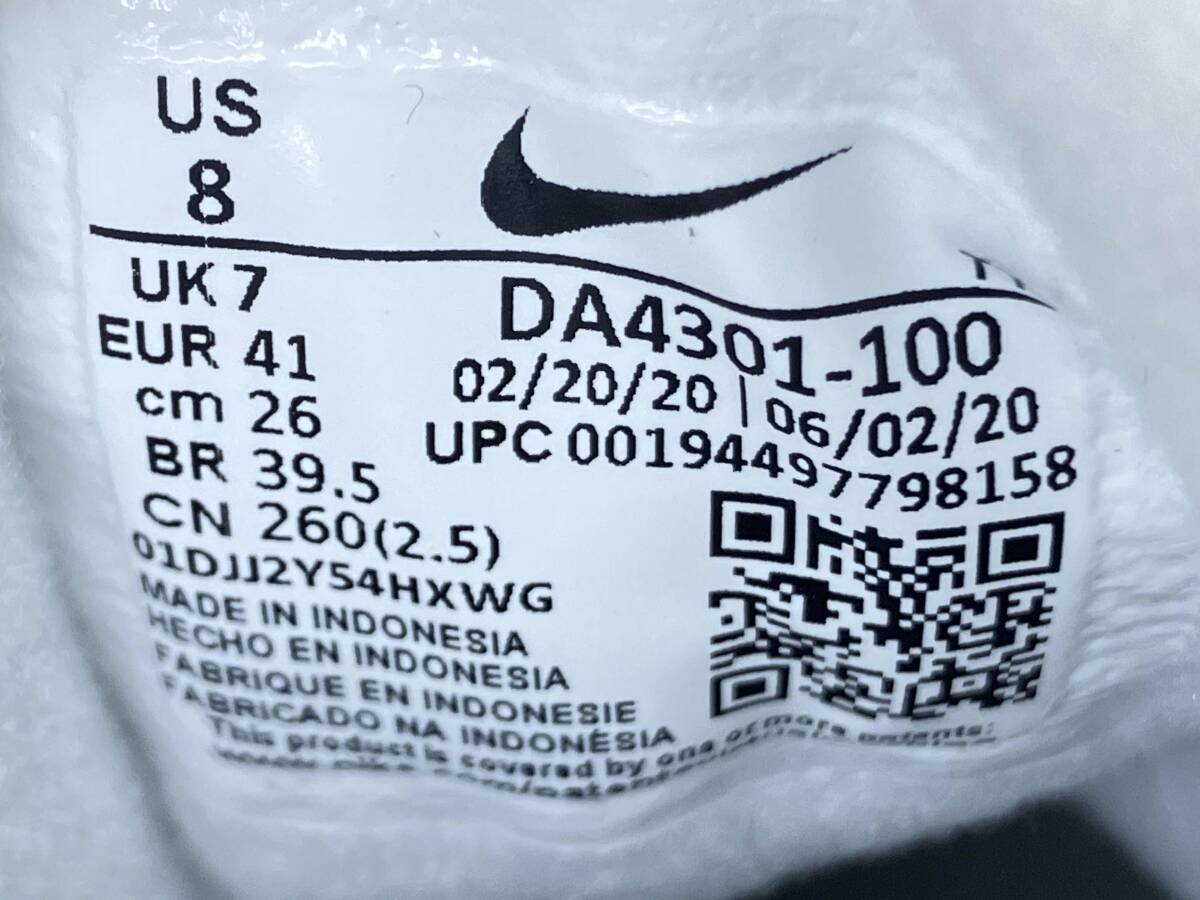 US
8
UK 7
EUR 41
cm 26
BR 39.5
CN 260(2.5)
01DJJ2Y54HXWG
MADE IN INDONESIA
HECHO EN INDONESIA
FABRIQUE EN INDONESIE
FABRICADO NA INDONÉSIA
This product is covered by one or more patents:
DA4301-100
02/20/20 | 06/02/20
UPC 00194497798158